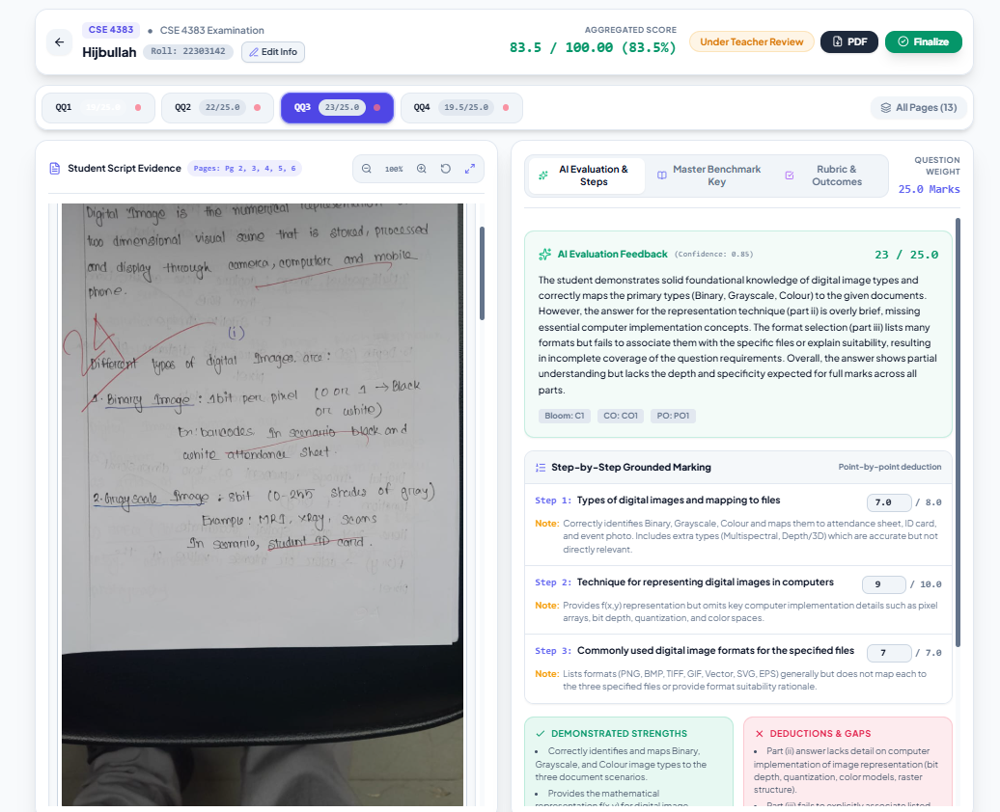 CSE 4383 • CSE 4383 Examination
Hijbullah Roll: 22303142 Edit Info
AGGREGATED SCORE
83.5 / 100.00 (83.5%)
Under Teacher Review
PDF
Finalize
QQ1 19/25.0
QQ2 22/25.0
QQ3 23/25.0
QQ4 19.5/25.0
All Pages (13)
Student Script Evidence Pages: Pg 2, 3, 4, 5, 6
100%
Digital Image is the numerical representation of
two dimensional visual scene that is stored, processed
and display through camera, computer and mobile
phone.
(i)
Different types of digital Images are:
1. Binary Image : 1bit per pixel (0 or 1 → Black
or white)
En: barcodes In scenario black and
white attendance sheet.
2. Grayscale Image : 8bit (0-255 shades of gray)
Example: MRI, xRay, Scans
In scenario, student ID card.
AI Evaluation & Steps
Master Benchmark Key
Rubric & Outcomes
QUESTION WEIGHT
25.0 Marks
AI Evaluation Feedback (Confidence: 0.85) 23 / 25.0
The student demonstrates solid foundational knowledge of digital image types and
correctly maps the primary types (Binary, Grayscale, Colour) to the given documents.
However, the answer for the representation technique (part ii) is overly brief, missing
essential computer implementation concepts. The format selection (part iii) lists many
formats but fails to associate them with the specific files or explain suitability, resulting
in incomplete coverage of the question requirements. Overall, the answer shows partial
understanding but lacks the depth and specificity expected for full marks across all
parts.
Bloom: C1 CO: CO1 PO: PO1
Step-by-Step Grounded Marking Point-by-point deduction
Step 1: Types of digital images and mapping to files 7.0 / 8.0
Note: Correctly identifies Binary, Grayscale, Colour and maps them to attendance sheet, ID card,
and event photo. Includes extra types (Multispectral, Depth/3D) which are accurate but not
directly relevant.
Step 2: Technique for representing digital images in computers 9 / 10.0
Note: Provides f(x,y) representation but omits key computer implementation details such as pixel
arrays, bit depth, quantization, and color spaces.
Step 3: Commonly used digital image formats for the specified files 7 / 7.0
Note: Lists formats (PNG, BMP, TIFF, GIF, Vector, SVG, EPS) generally but does not map each to
the three specified files or provide format suitability rationale.
DEMONSTRATED STRENGTHS
• Correctly identifies and maps Binary,
Grayscale, and Colour image types to the
three document scenarios.
• Provides the mathematical
representation f(x,y) for digital image
DEDUCTIONS & GAPS
• Part (ii) answer lacks detail on computer
implementation of image representation (bit
depth, quantization, color models, raster
structure).
• Part (iii) fails to explicitly associate listed